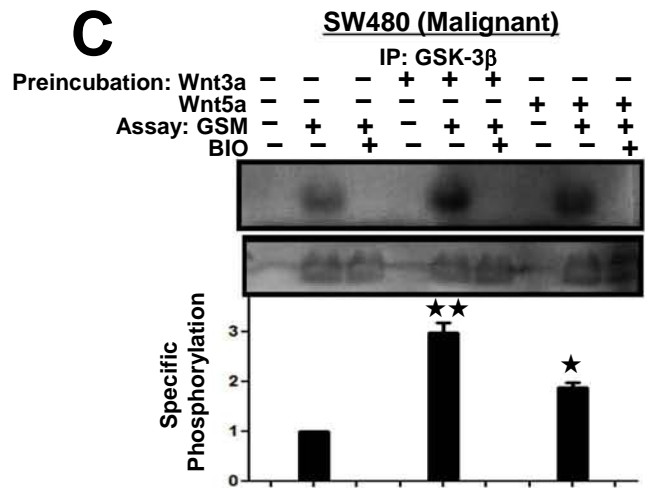 C
SW480 (Malignant)
IP: GSK-3β
Preincubation: Wnt3a − − − + + + − − −
Wnt5a − − − − − − + + +
Assay: GSM − + + − + + − + +
BIO − − + − − + − − +
Specific
Phosphorylation
3
★★
2
★
1
0